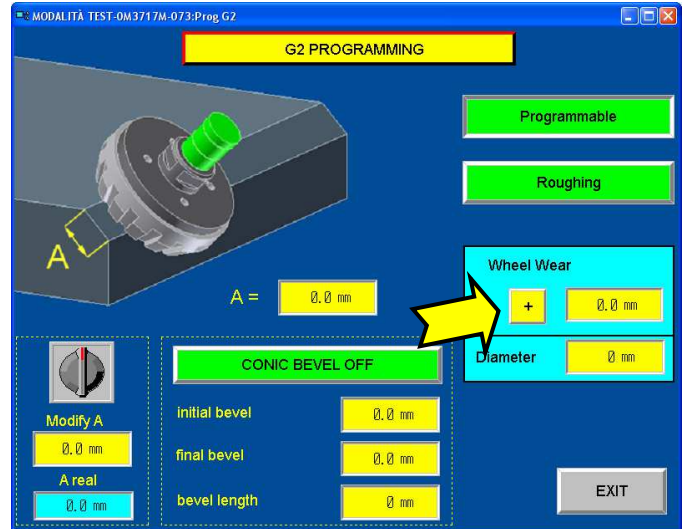 MODALITÀ TEST-0M3717M-073:Prog G2
G2 PROGRAMMING
Programmable
Roughing
A
Wheel Wear
+ 0.0 mm
A = 0.0 mm
Diameter 0 mm
CONIC BEVEL OFF
Modify A
0.0 mm
A real
0.0 mm
initial bevel 0.0 mm
final bevel 0.0 mm
bevel length 0 mm
EXIT